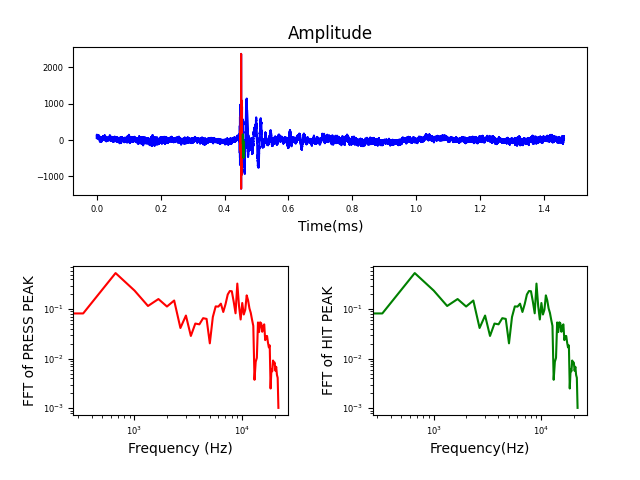 Amplitude
2000
1000
0
−1000
0.0 0.2 0.4 0.6 0.8 1.0 1.2 1.4
Time(ms)
FFT of PRESS PEAK
10⁻¹
10⁻²
10⁻³
10³ 10⁴
Frequency (Hz)
FFT of HIT PEAK
10⁻¹
10⁻²
10⁻³
10³ 10⁴
Frequency(Hz)